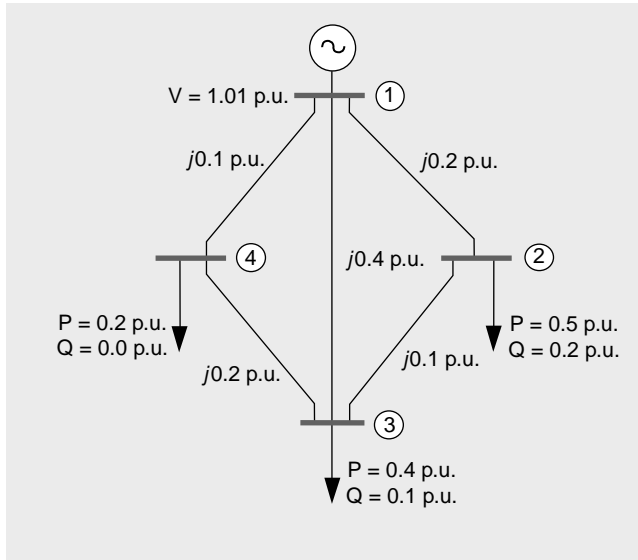 V = 1.01 p.u.
1
j0.1 p.u.
j0.2 p.u.
4
j0.4 p.u.
2
P = 0.2 p.u.
Q = 0.0 p.u.
P = 0.5 p.u.
Q = 0.2 p.u.
j0.2 p.u.
j0.1 p.u.
3
P = 0.4 p.u.
Q = 0.1 p.u.